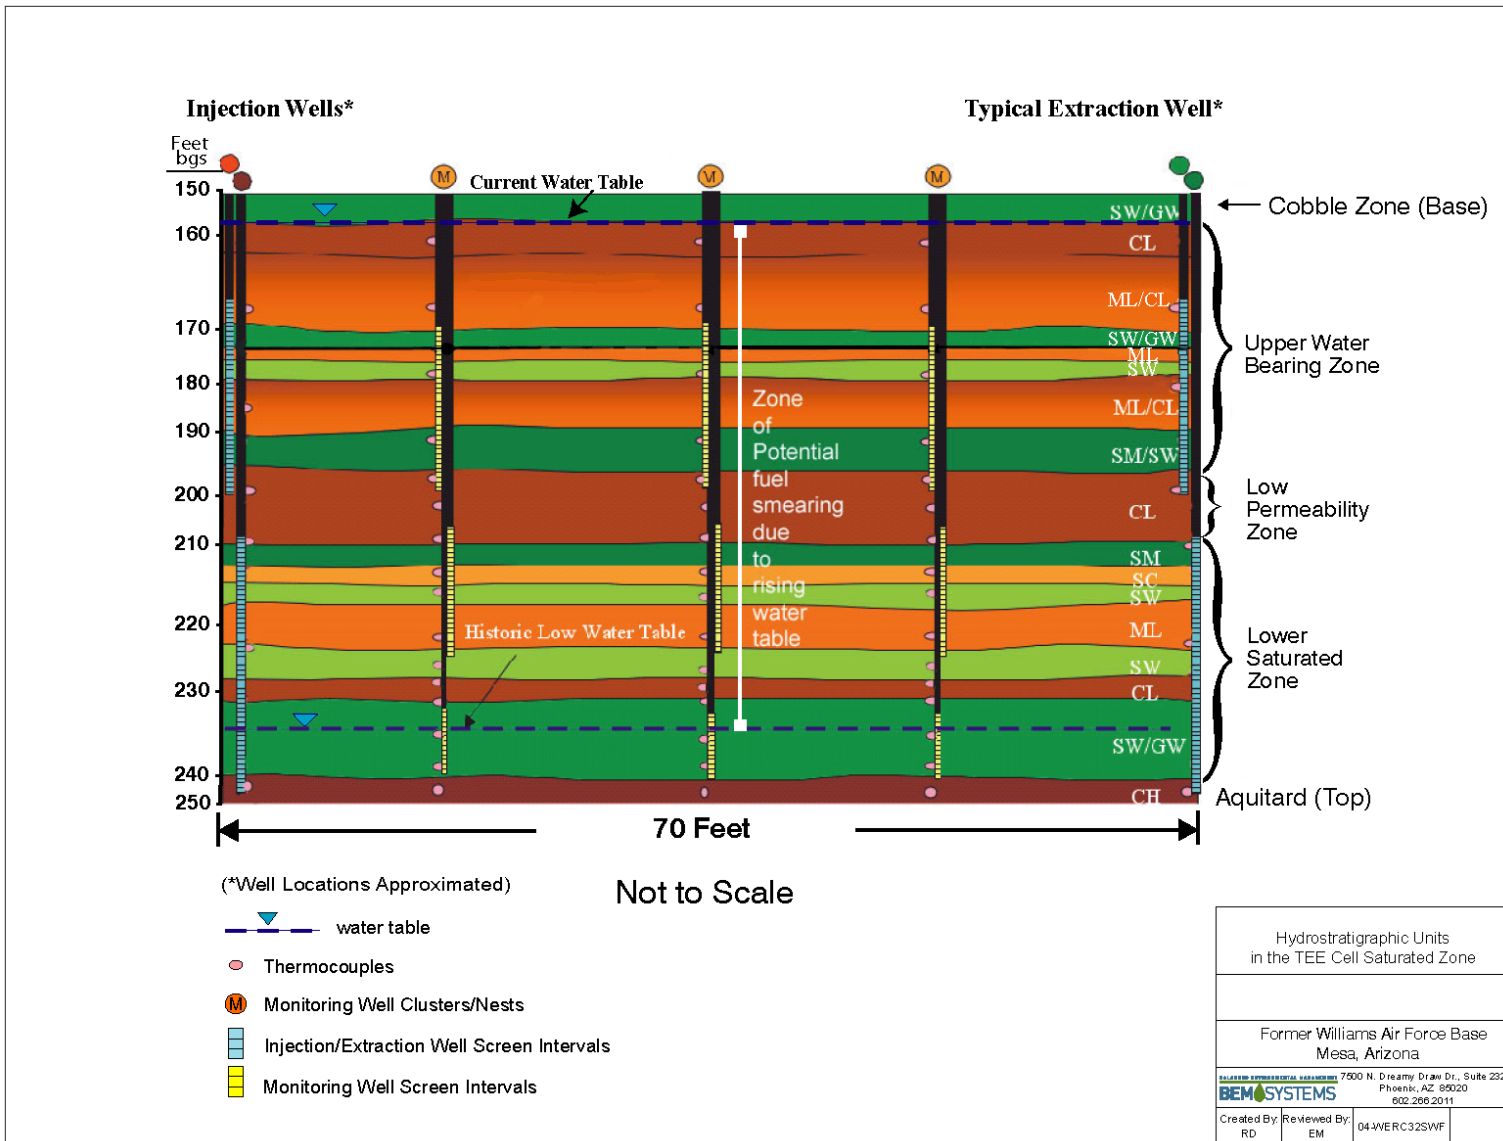 Injection Wells*
Typical Extraction Well*
Feet
bgs
M
M
M
Current Water Table
150
160
170
180
190
200
210
220
230
240
250
SW/GW
CL
ML/CL
SW/GW
ML
SW
ML/CL
SM/SW
CL
SM
SC
SW
ML
SW
CL
SW/GW
CH
Cobble Zone (Base)
Upper Water
Bearing Zone
Low
Permeability
Zone
Lower
Saturated
Zone
Aquitard (Top)
Zone
of
Potential
fuel
smearing
due
to
rising
water
table
Historic Low Water Table
70 Feet
(*Well Locations Approximated)
Not to Scale
water table
Thermocouples
M
Monitoring Well Clusters/Nests
Injection/Extraction Well Screen Intervals
Monitoring Well Screen Intervals
Hydrostratigraphic Units
in the TEE Cell Saturated Zone
Former Williams Air Force Base
Mesa, Arizona
BEM SYSTEMS
7500 N. Dreamy Draw Dr., Suite 232
Phoenix, AZ 85020
602.266.2011
Created By:
RD
Reviewed By:
EM
04-WERC32SWF